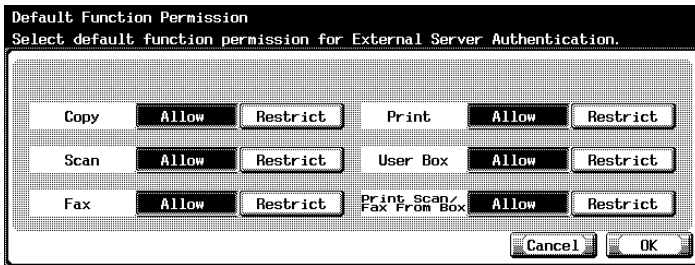 Default Function Permission
Select default function permission for External Server Authentication.
Copy Allow Restrict Print Allow Restrict
Scan Allow Restrict User Box Allow Restrict
Fax Allow Restrict Print Scan/
Fax From Box Allow Restrict
Cancel OK